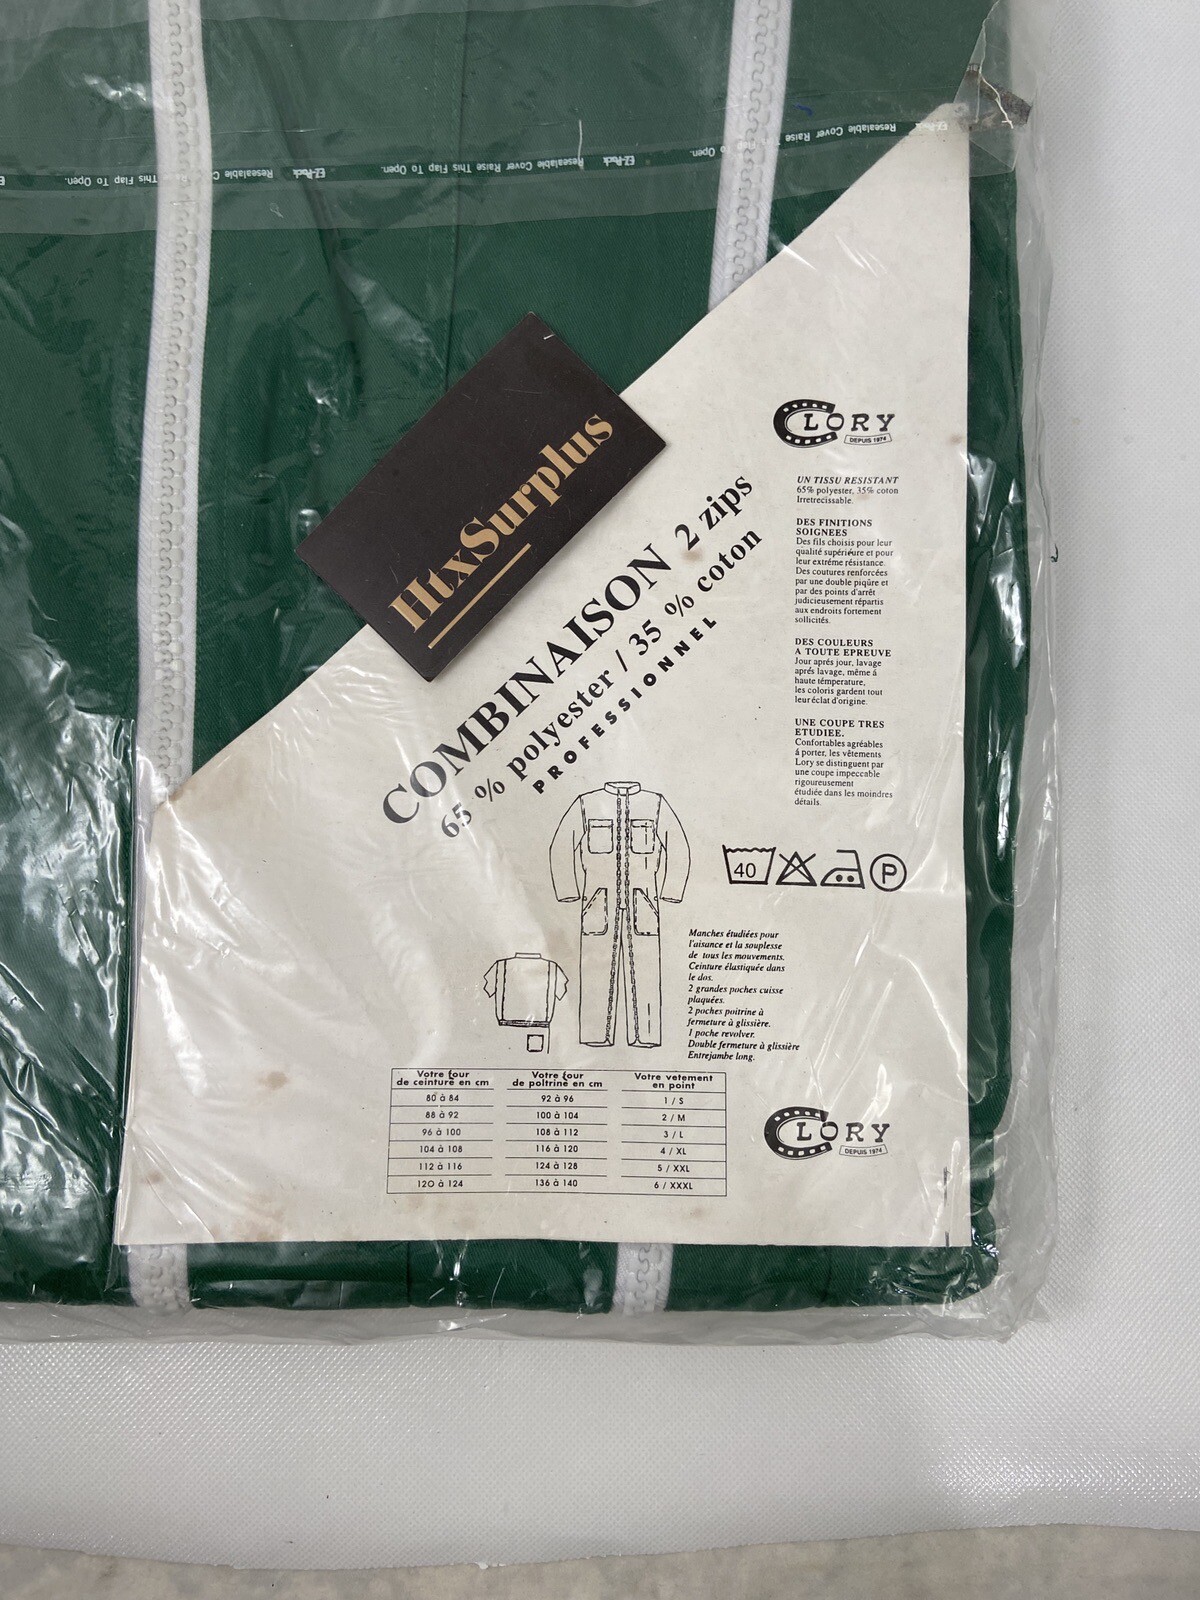 EZ-Pak Resealable Cover Raise This Flap To Open.
HtxSurplus
COMBINAISON 2 zips
65 % polyester / 35 % coton
PROFESSIONNEL
CLORY
DEPUIS 1974
UN TISSU RESISTANT
65% polyester, 35% coton
Irretrecissable.
DES FINITIONS
SOIGNEES
Des fils choisis pour leur
qualité supérièure et pour
leur extrême résistance.
Des coutures renforcées
par une double piqûre et
par des points d'arrêt
judicieusement répartis
aux endroits fortement
sollicités.
DES COULEURS
A TOUTE EPREUVE
Jour aprés jour, lavage
aprés lavage, même á
haute témperature,
les coloris gardent tout
leur éclat d'origine.
UNE COUPE TRES
ETUDIEE.
Confortables agréables
á porter, les vêtements
Lory se distinguent par
une coupe impeccable
rigoureusement
étudiée dans les moindres
détails.
40
P
Manches étudiées pour
l'aisance et la souplesse
de tous les mouvements.
Ceinture élastiquée dans
le dos.
2 grandes poches cuisse
plaquées.
2 poches poitrine à
fermeture à glissière.
1 poche revolver.
Double fermeture à glissière
Entrejambe long.
Votre tour
de ceinture en cm
Votre tour
de poitrine en cm
Votre vetement
en point
80 à 84 92 à 96 1 / S
88 à 92 100 à 104 2 / M
96 à 100 108 à 112 3 / L
104 à 108 116 à 120 4 / XL
112 à 116 124 à 128 5 / XXL
120 à 124 136 à 140 6 / XXXL
CLORY
DEPUIS 1974